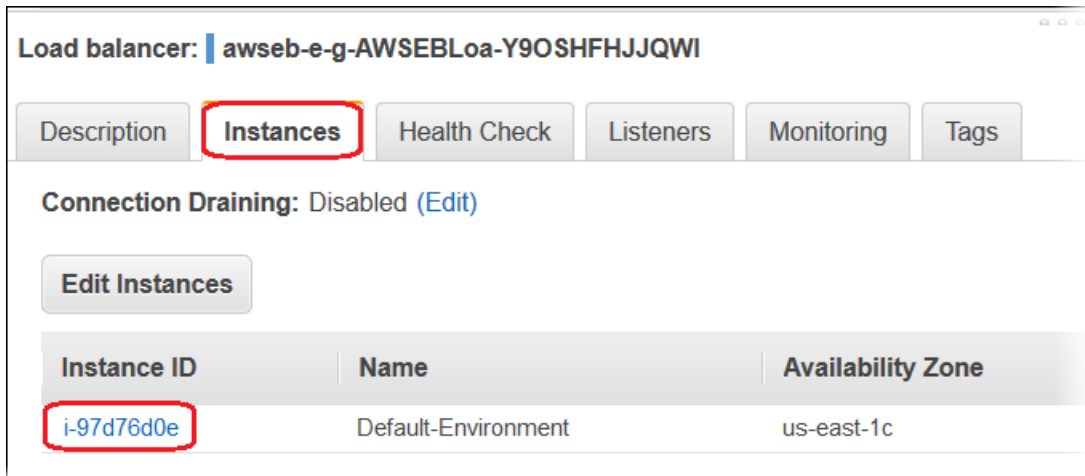 Load balancer: awseb-e-g-AWSEBLoa-Y9OSHFHJJQWI
Description Instances Health Check Listeners Monitoring Tags
Connection Draining: Disabled (Edit)
Edit Instances
Instance ID Name Availability Zone
i-97d76d0e Default-Environment us-east-1c